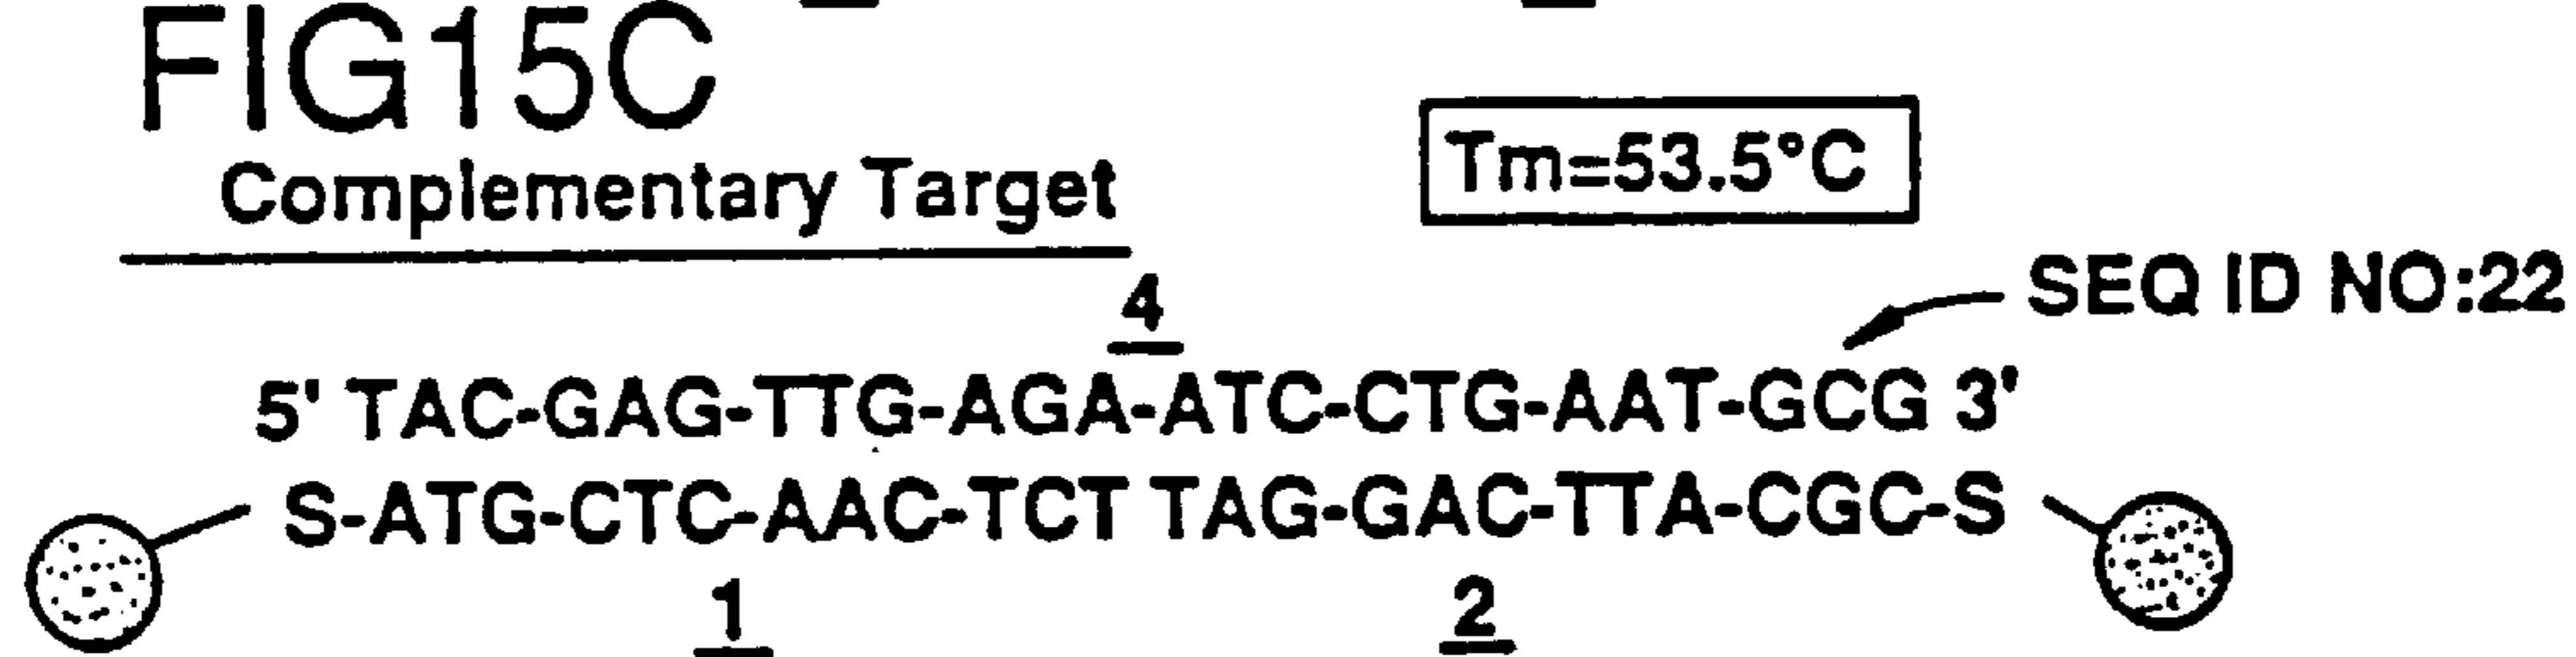 FIG15C
Complementary Target
Tm=53.5°C
4
SEQ ID NO:22
5' TAC-GAG-TTG-AGA-ATC-CTG-AAT-GCG 3'
S-ATG-CTC-AAC-TCT TAG-GAC-TTA-CGC-S
1 2